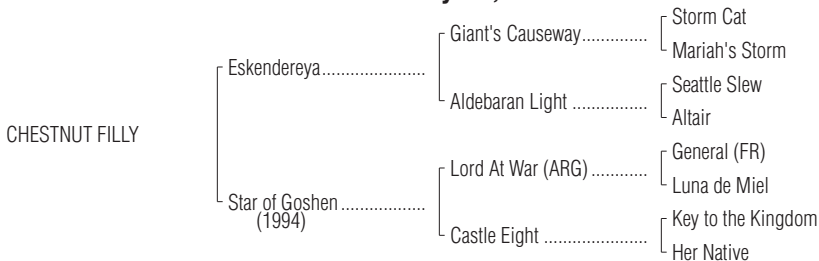 Storm Cat
Giant's Causeway..............
Mariah's Storm
Eskendereya......................
Seattle Slew
Aldebaran Light ................
Altair
CHESTNUT FILLY
General (FR)
Lord At War (ARG) ............
Luna de Miel
Star of Goshen ..................
(1994)
Key to the Kingdom
Castle Eight ......................
Her Native